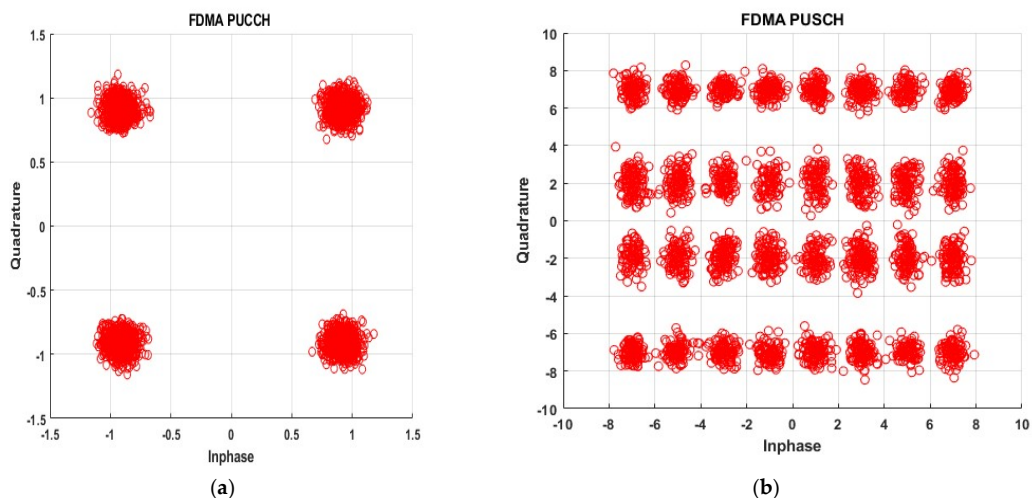 FDMA PUCCH
1.5
1
0.5
0
-0.5
-1
-1.5
Quadrature
-1.5 -1 -0.5 0 0.5 1 1.5
Inphase
(a)
FDMA PUSCH
10
8
6
4
2
0
-2
-4
-6
-8
-10
Quadrature
-10 -8 -6 -4 -2 0 2 4 6 8 10
Inphase
(b)